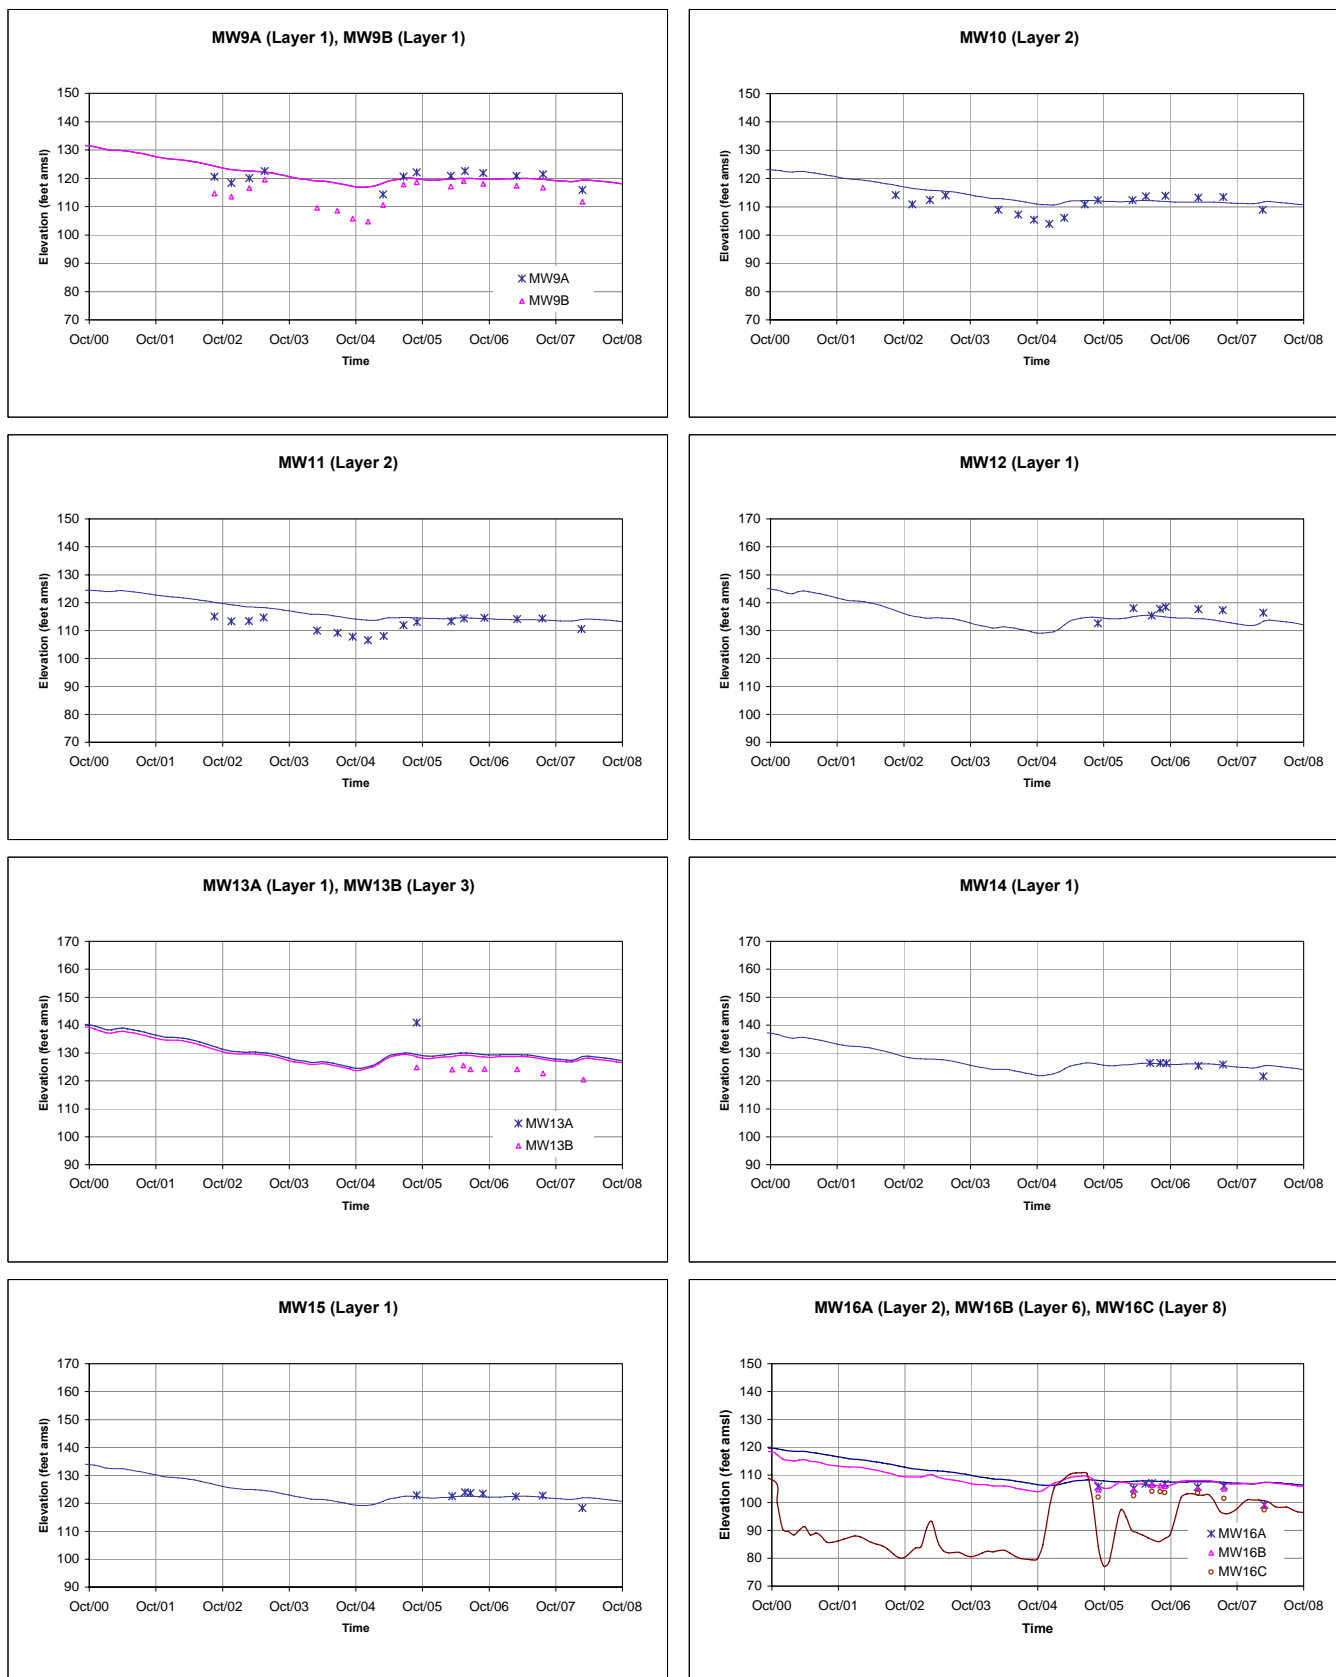 MW9A (Layer 1), MW9B (Layer 1)
Elevation (feet amsl)
150
140
130
120
110
100
90
80
70
MW9A
MW9B
Oct/00 Oct/01 Oct/02 Oct/03 Oct/04 Oct/05 Oct/06 Oct/07 Oct/08
Time
MW10 (Layer 2)
Elevation (feet amsl)
150
140
130
120
110
100
90
80
70
Oct/00 Oct/01 Oct/02 Oct/03 Oct/04 Oct/05 Oct/06 Oct/07 Oct/08
Time
MW11 (Layer 2)
Elevation (feet amsl)
150
140
130
120
110
100
90
80
70
Oct/00 Oct/01 Oct/02 Oct/03 Oct/04 Oct/05 Oct/06 Oct/07 Oct/08
Time
MW12 (Layer 1)
Elevation (feet amsl)
170
160
150
140
130
120
110
100
90
Oct/00 Oct/01 Oct/02 Oct/03 Oct/04 Oct/05 Oct/06 Oct/07 Oct/08
Time
MW13A (Layer 1), MW13B (Layer 3)
Elevation (feet amsl)
170
160
150
140
130
120
110
100
90
MW13A
MW13B
Oct/00 Oct/01 Oct/02 Oct/03 Oct/04 Oct/05 Oct/06 Oct/07 Oct/08
Time
MW14 (Layer 1)
Elevation (feet amsl)
170
160
150
140
130
120
110
100
90
Oct/00 Oct/01 Oct/02 Oct/03 Oct/04 Oct/05 Oct/06 Oct/07 Oct/08
Time
MW15 (Layer 1)
Elevation (feet amsl)
170
160
150
140
130
120
110
100
90
Oct/00 Oct/01 Oct/02 Oct/03 Oct/04 Oct/05 Oct/06 Oct/07 Oct/08
Time
MW16A (Layer 2), MW16B (Layer 6), MW16C (Layer 8)
Elevation (feet amsl)
150
140
130
120
110
100
90
80
70
MW16A
MW16B
MW16C
Oct/00 Oct/01 Oct/02 Oct/03 Oct/04 Oct/05 Oct/06 Oct/07 Oct/08
Time